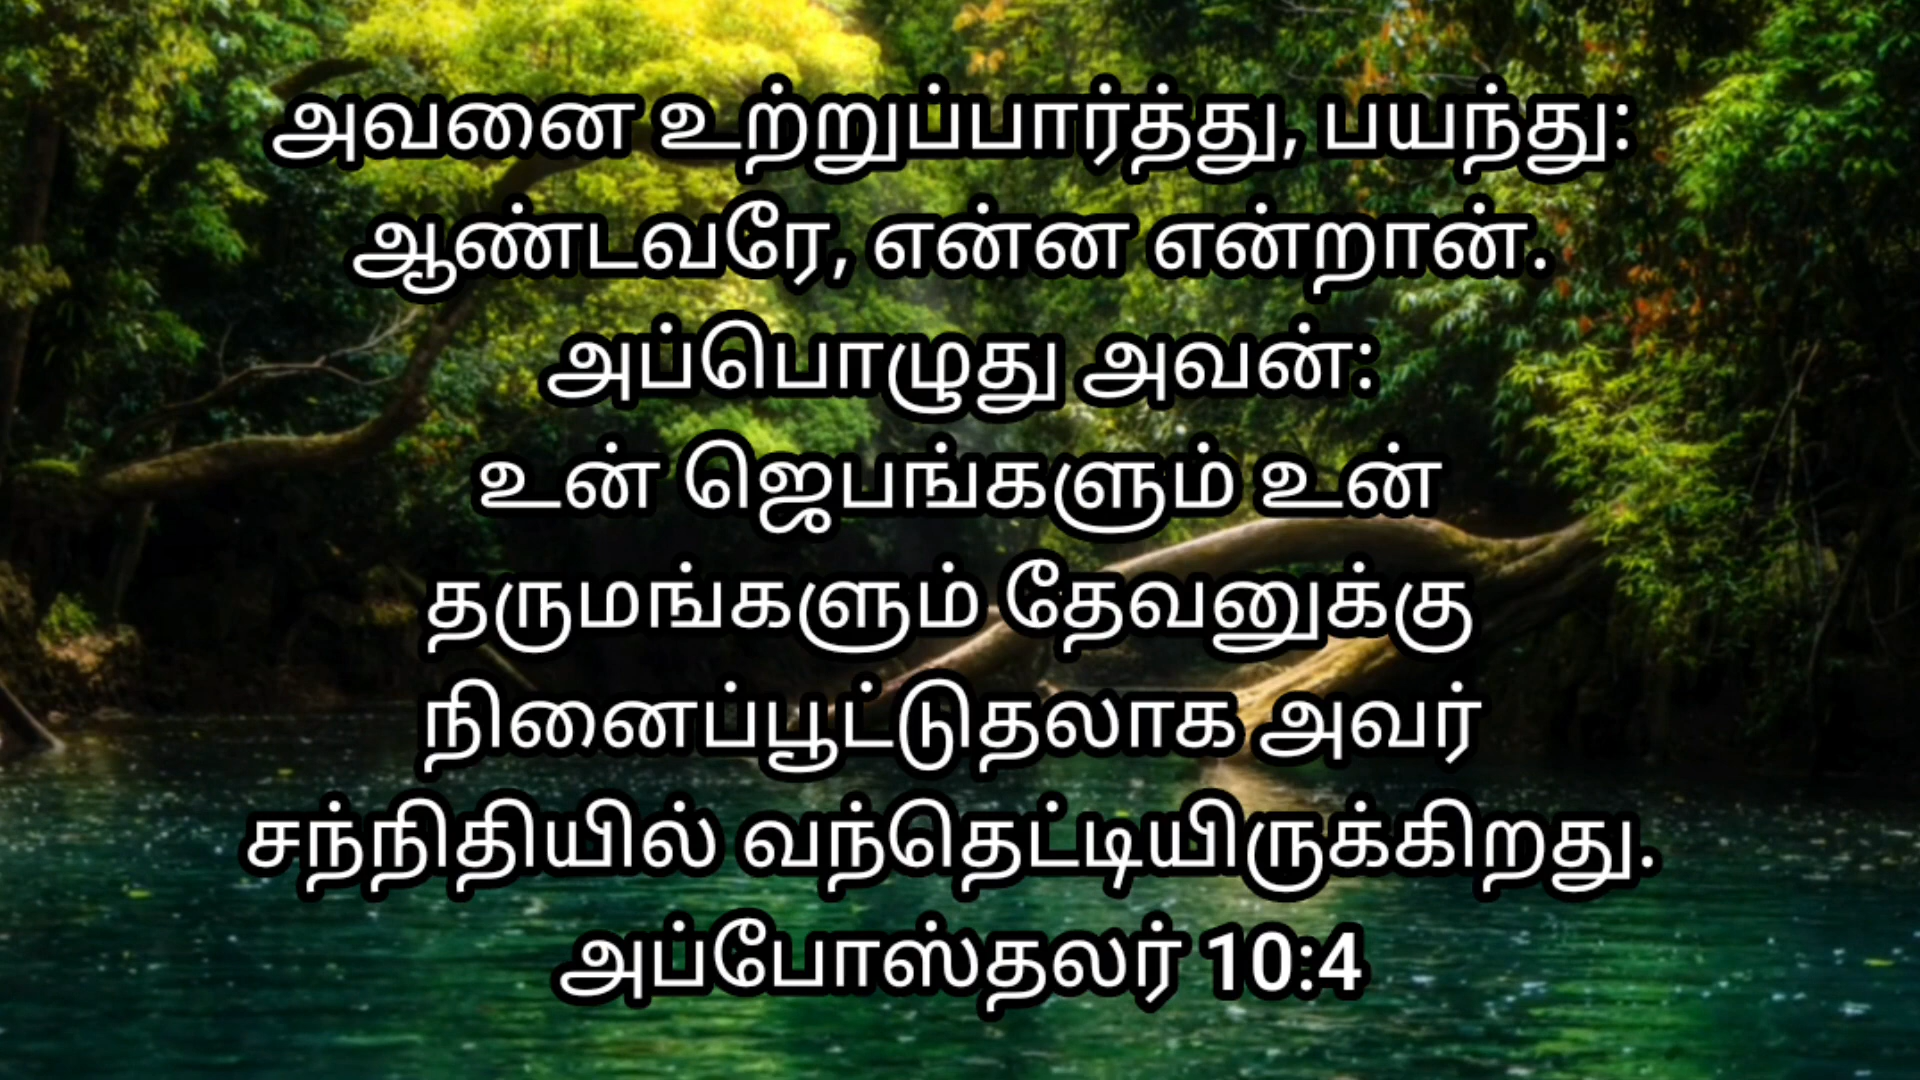 அவனை உற்றுப்பார்த்து, பயந்து:
ஆண்டவரே, என்ன என்றான்.
அப்பொழுது அவன்:
உன் ஜெபங்களும் உன்
தருமங்களும் தேவனுக்கு
நினைப்பூட்டுதலாக அவர்
சந்நிதியில் வந்தெட்டியிருக்கிறது.
அப்போஸ்தலர் 10:4